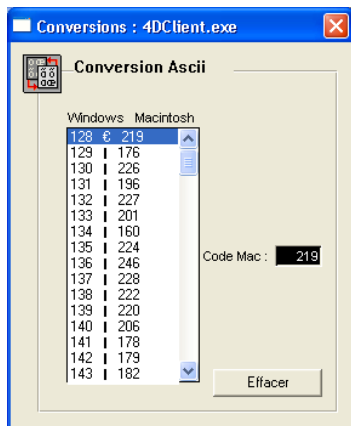 Conversions : 4DClient.exe
Conversion Ascii
Windows Macintosh
128 € 219
129 ❙ 176
130 ❙ 226
131 ❙ 196
132 ❙ 227
133 ❙ 201
134 ❙ 160
135 ❙ 224
136 ❙ 246
137 ❙ 228
138 ❙ 222
139 ❙ 220
140 ❙ 206
141 ❙ 178
142 ❙ 179
143 ❙ 182
Code Mac : 219
Effacer